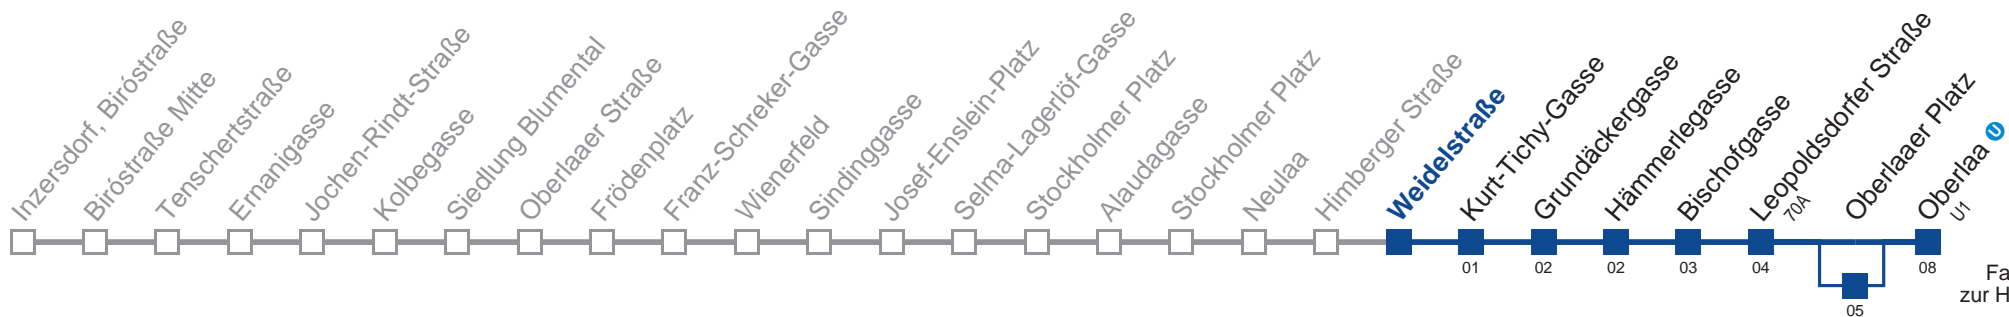 Inzersdorf, Biróstraße
Biróstraße Mitte
Tenschertstraße
Ernanigasse
Jochen-Rindt-Straße
Kolbegasse
Siedlung Blumental
Oberlaaer Straße
Frödenplatz
Franz-Schreker-Gasse
Wienerfeld
Sindinggasse
Josef-Enslein-Platz
Selma-Lagerlöf-Gasse
Stockholmer Platz
Alaudagasse
Stockholmer Platz
Neulaa
Himberger Straße
Weidelstraße
Kurt-Tichy-Gasse
Grundäckergasse
Hämmerlegasse
Bischofgasse
Leopoldsdorfer Straße
70A
Oberlaaer Platz
Oberlaa U
U1
01
02
02
03
04
05
08
Fa
zur H